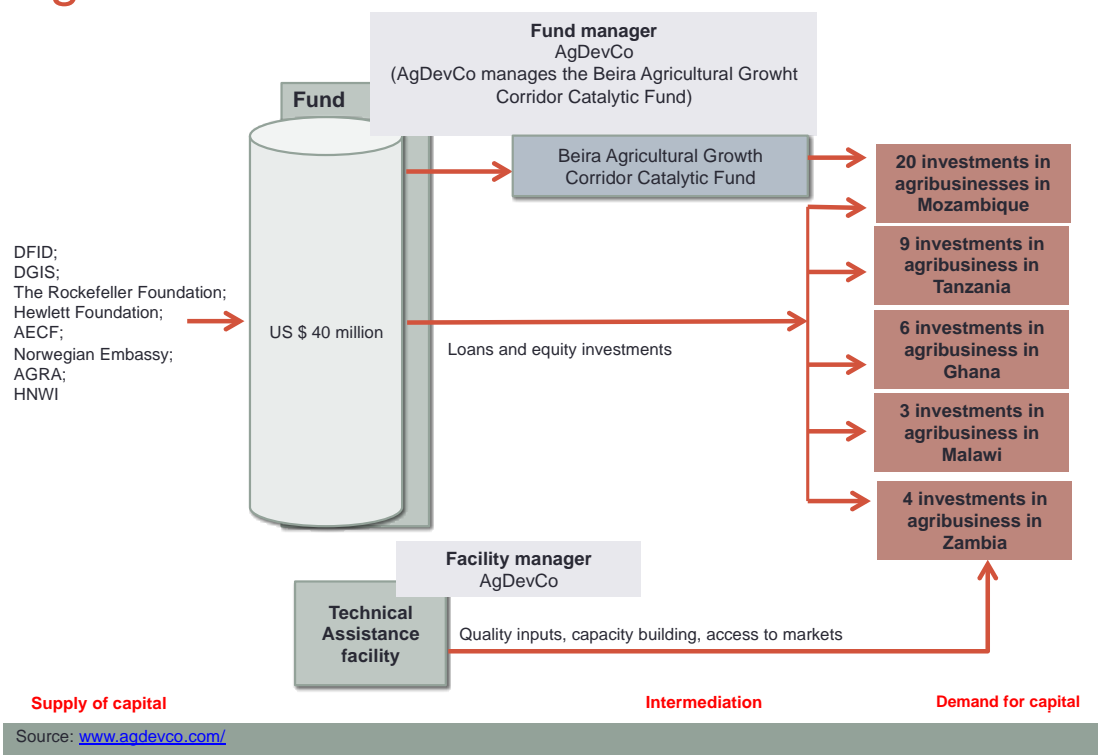 Fund manager
AgDevCo
(AgDevCo manages the Beira Agricultural Growht
Corridor Catalytic Fund)
Fund
Beira Agricultural Growth
Corridor Catalytic Fund
20 investments in
agribusinesses in
Mozambique
9 investments in
agribusiness in
Tanzania
6 investments in
agribusiness in
Ghana
3 investments in
agribusiness in
Malawi
4 investments in
agribusiness in
Zambia
DFID;
DGIS;
The Rockefeller Foundation;
Hewlett Foundation;
AECF;
Norwegian Embassy;
AGRA;
HNWI
US $ 40 million
Loans and equity investments
Facility manager
AgDevCo
Technical
Assistance
facility
Quality inputs, capacity building, access to markets
Supply of capital
Intermediation
Demand for capital
Source: www.agdevco.com/